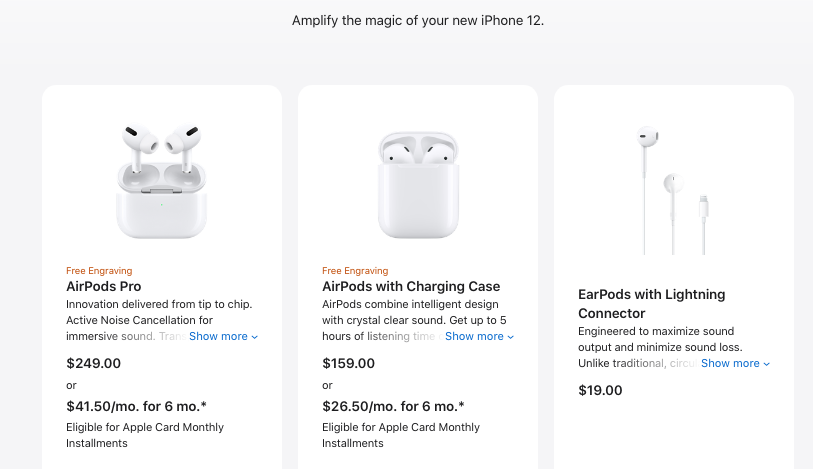 Amplify the magic of your new iPhone 12.
Free Engraving
AirPods Pro
Innovation delivered from tip to chip.
Active Noise Cancellation for
immersive sound. Show more
$249.00
or
$41.50/mo. for 6 mo.*
Eligible for Apple Card Monthly
Installments
Free Engraving
AirPods with Charging Case
AirPods combine intelligent design
with crystal clear sound. Get up to 5
hours of listening time Show more
$159.00
or
$26.50/mo. for 6 mo.*
Eligible for Apple Card Monthly
Installments
EarPods with Lightning
Connector
Engineered to maximize sound
output and minimize sound loss.
Unlike traditional, Show more
$19.00